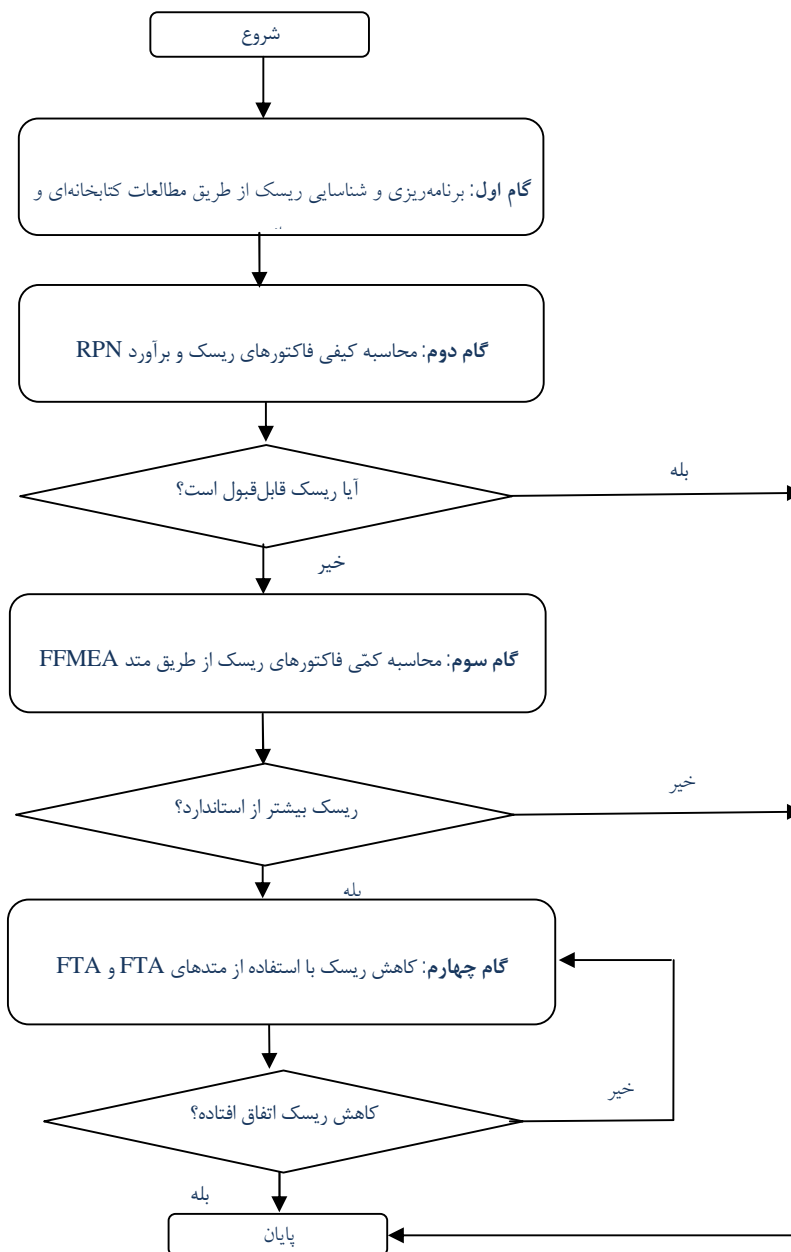 شروع
گام اول: برنامه‌ریزی و شناسایی ریسک از طریق مطالعات کتابخانه‌ای و
گام دوم: محاسبه کیفی فاکتورهای ریسک و برآورد RPN
آیا ریسک قابل‌قبول است؟
بله
خیر
گام سوم: محاسبه کمّی فاکتورهای ریسک از طریق متد FFMEA
ریسک بیشتر از استاندارد؟
خیر
بله
گام چهارم: کاهش ریسک با استفاده از متدهای FTA و FTA
کاهش ریسک اتفاق افتاده؟
خیر
بله
پایان